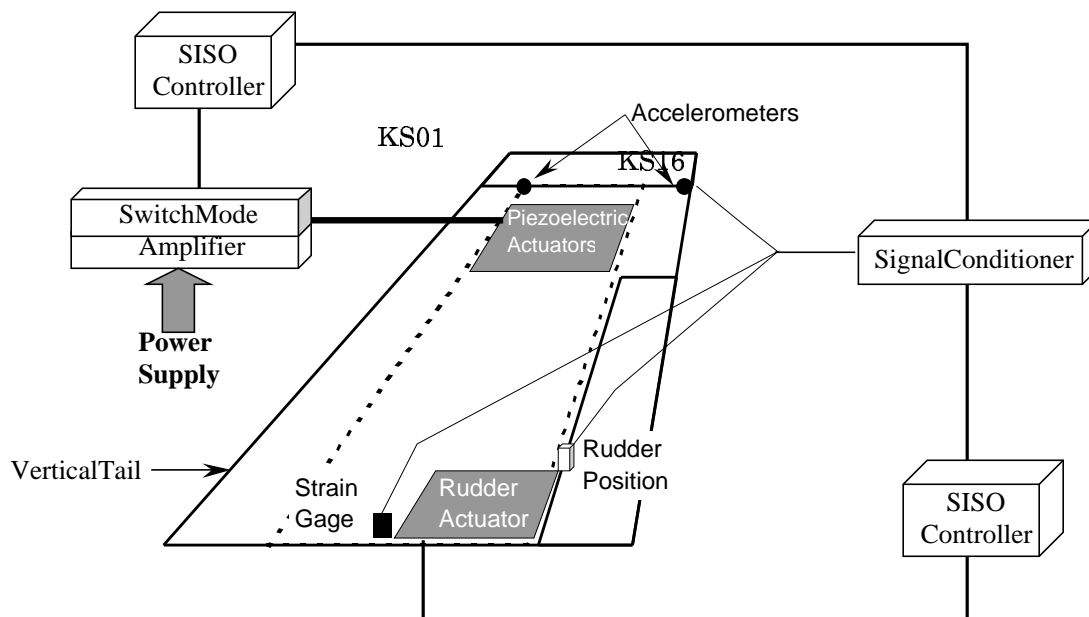 SISO
Controller
Accelerometers
KS01
KS16
SwitchMode
Amplifier
Piezoelectric
Actuators
SignalConditioner
Power
Supply
VerticalTail
Rudder
Position
Strain
Gage
Rudder
Actuator
SISO
Controller